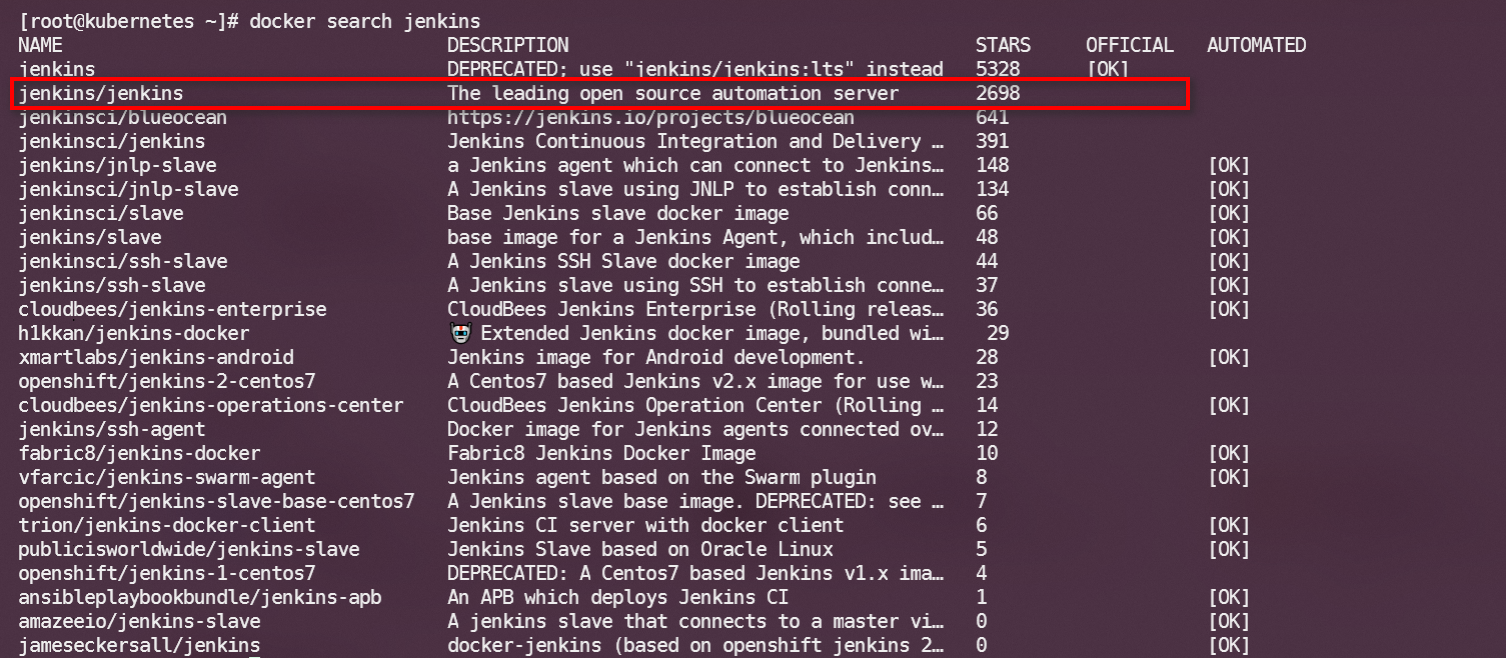 [root@kubernetes ~]# docker search jenkins
NAME DESCRIPTION STARS OFFICIAL AUTOMATED
jenkins DEPRECATED; use "jenkins/jenkins:lts" instead 5328 [OK]
jenkins/jenkins The leading open source automation server 2698
jenkinsci/blueocean https://jenkins.io/projects/blueocean 641
jenkinsci/jenkins Jenkins Continuous Integration and Delivery … 391
jenkins/jnlp-slave a Jenkins agent which can connect to Jenkins… 148 [OK]
jenkinsci/jnlp-slave A Jenkins slave using JNLP to establish conn… 134 [OK]
jenkinsci/slave Base Jenkins slave docker image 66 [OK]
jenkins/slave base image for a Jenkins Agent, which includ… 48 [OK]
jenkinsci/ssh-slave A Jenkins SSH Slave docker image 44 [OK]
jenkins/ssh-slave A Jenkins slave using SSH to establish conne… 37 [OK]
cloudbees/jenkins-enterprise CloudBees Jenkins Enterprise (Rolling releas… 36 [OK]
h1kkan/jenkins-docker Extended Jenkins docker image, bundled wi… 29
xmartlabs/jenkins-android Jenkins image for Android development. 28 [OK]
openshift/jenkins-2-centos7 A Centos7 based Jenkins v2.x image for use w… 23
cloudbees/jenkins-operations-center CloudBees Jenkins Operation Center (Rolling … 14 [OK]
jenkins/ssh-agent Docker image for Jenkins agents connected ov… 12
fabric8/jenkins-docker Fabric8 Jenkins Docker Image 10 [OK]
vfarcic/jenkins-swarm-agent Jenkins agent based on the Swarm plugin 8 [OK]
openshift/jenkins-slave-base-centos7 A Jenkins slave base image. DEPRECATED: see … 7
trion/jenkins-docker-client Jenkins CI server with docker client 6 [OK]
publicisworldwide/jenkins-slave Jenkins Slave based on Oracle Linux 5 [OK]
openshift/jenkins-1-centos7 DEPRECATED: A Centos7 based Jenkins v1.x ima… 4
ansibleplaybookbundle/jenkins-apb An APB which deploys Jenkins CI 1 [OK]
amazeeio/jenkins-slave A jenkins slave that connects to a master vi… 0 [OK]
jameseckersall/jenkins docker-jenkins (based on openshift jenkins 2… 0 [OK]